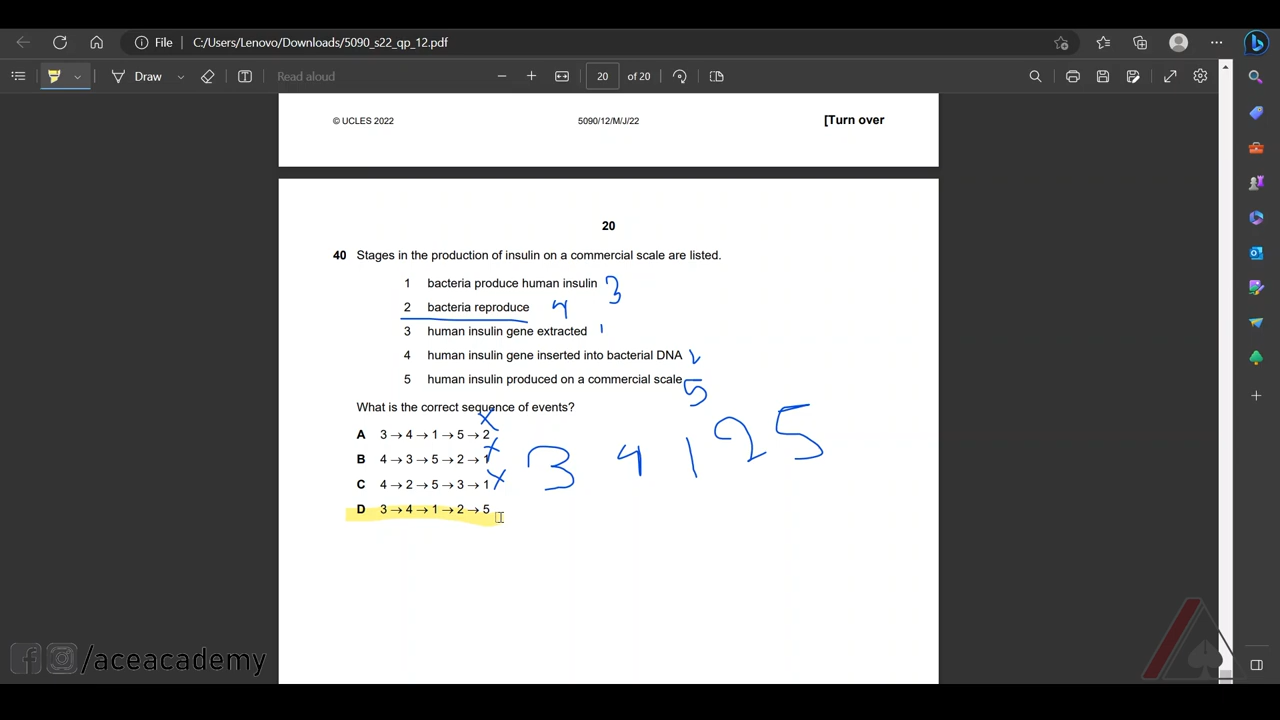 File C:/Users/Lenovo/Downloads/5090_s22_qp_12.pdf
Draw Read aloud 20 of 20
© UCLES 2022 5090/12/M/J/22 [Turn over
20
40 Stages in the production of insulin on a commercial scale are listed.
1 bacteria produce human insulin 3
2 bacteria reproduce 4
3 human insulin gene extracted 1
4 human insulin gene inserted into bacterial DNA 2
5 human insulin produced on a commercial scale 5
What is the correct sequence of events?
A 3 → 4 → 1 → 5 → 2 x
B 4 → 3 → 5 → 2 → 1 x
C 4 → 2 → 5 → 3 → 1 x
3 4 1 2 5
D 3 → 4 → 1 → 2 → 5
/aceacademy